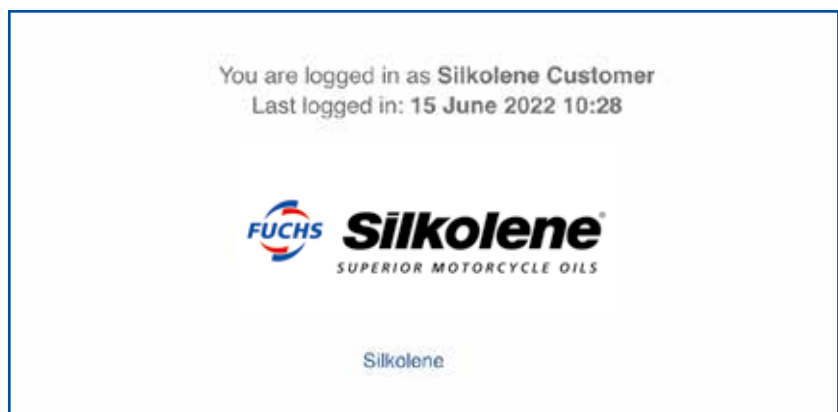 You are logged in as Silkolene Customer
Last logged in: 15 June 2022 10:28
FUCHS Silkolene®
SUPERIOR MOTORCYCLE OILS
Silkolene